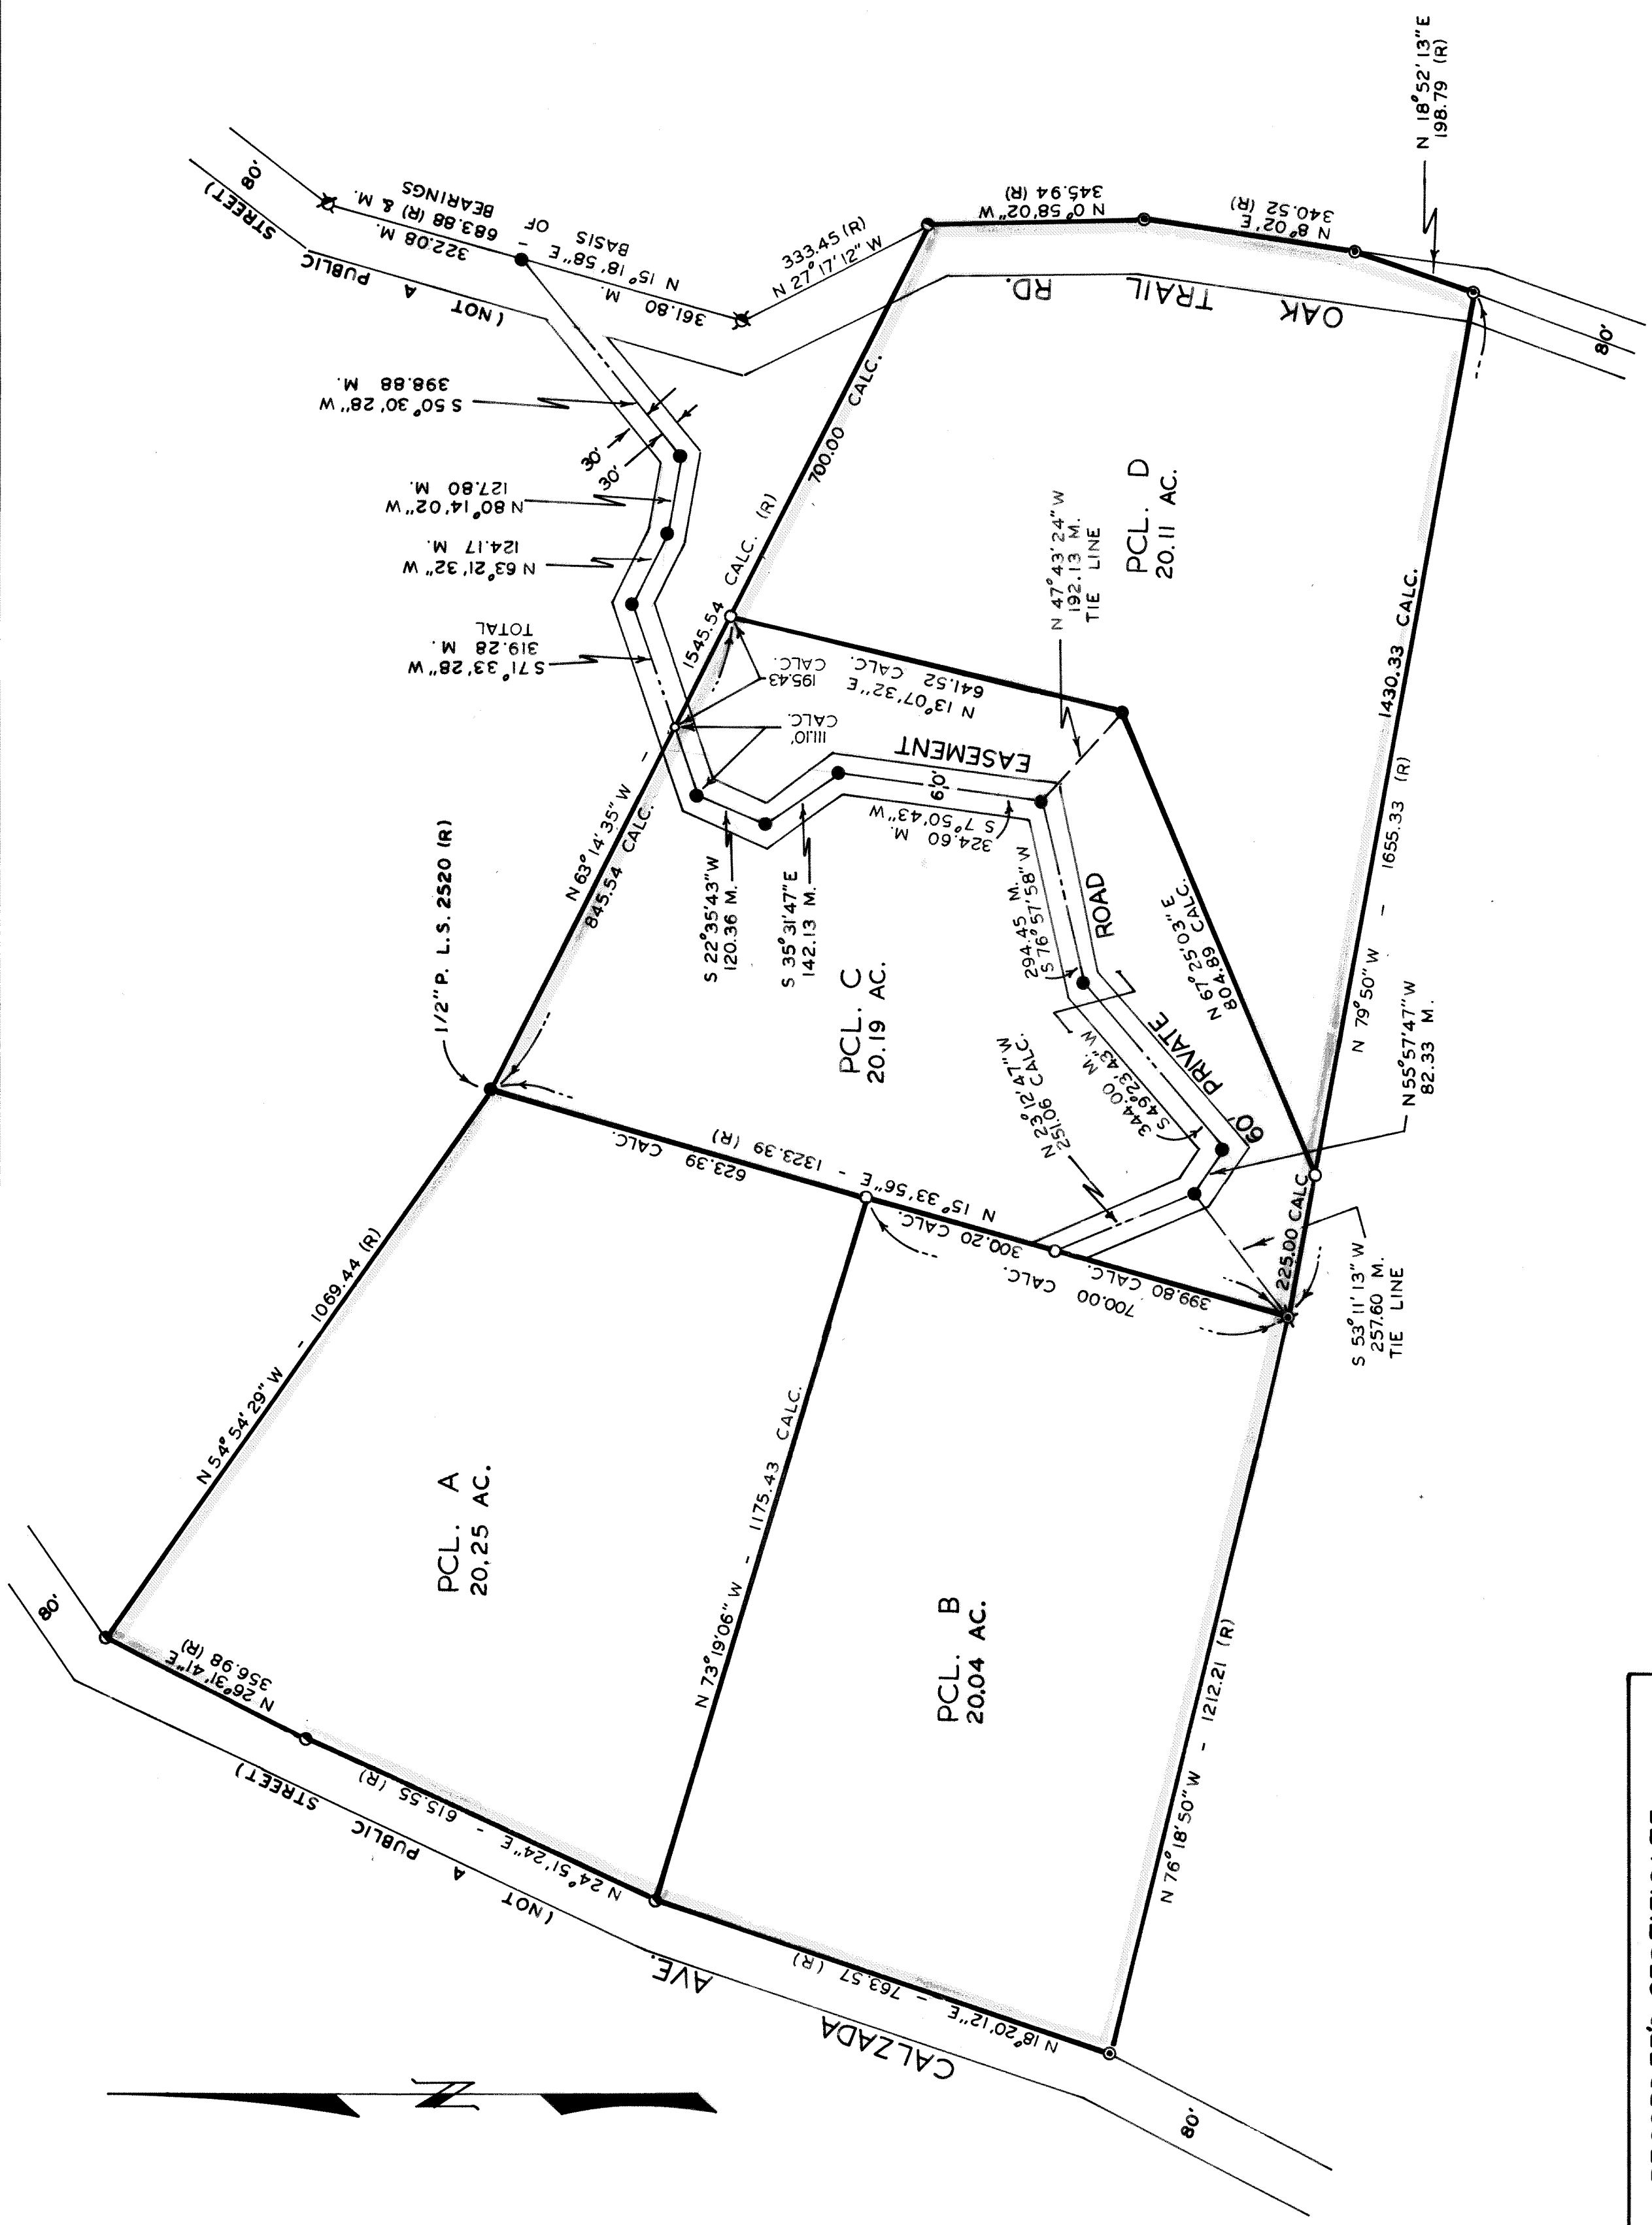 80.
(NOT A PUBLIC STREET)
322.08 M.
683.88 (R) & M.
N 15° 18' 58" E -
BASIS OF BEARINGS
361.80 M.
333.45 (R)
N 27° 17' 12" W
N 0° 58' 02" W
345.94 (R)
N 8° 02' E
340.52 (R)
N 18° 52' 13" E
198.79 (R)
OAK TRAIL RD.
80'
S 50° 30' 28" W
398.88 M.
30'
30'
N 80° 14' 02" W
127.80 M.
N 63° 21' 32" W
124.17 M.
S 71° 33' 28" W
319.28 M.
TOTAL
700.00 CALC.
1545.54 CALC. (R)
195.43
CALC.
111.10'
CALC.
N 63° 14' 35" W -
845.54 CALC.
1/2" P. L.S. 2520 (R)
N 13° 07' 32" E
641.52 CALC.
N 47° 43' 24" W
192.13 M.
TIE LINE
PCL. D
20.11 AC.
1430.33 CALC.
N 79° 50' W - 1655.33 (R)
EASEMENT
60'
S 7° 50' 43" W
324.60 M.
S 22° 35' 43" W
120.36 M.
S 35° 31' 47" E
142.13 M.
294.45 M.
S 76° 57' 58" W
ROAD
PRIVATE
60'
N 67° 25' 03" E
804.89 CALC.
PCL. C
20.19 AC.
344.00 M.
S 49° 23' 43" W
N 23° 12' 47" W
251.06 CALC.
N 55° 57' 47" W
82.33 M.
225.00 CALC.
S 53° 11' 13" W
257.60 M.
TIE LINE
N 15° 33' 56" E - 1323.39 (R)
623.39 CALC.
300.20 CALC.
399.80 CALC.
700.00 CALC.
N 54° 54' 29" W - 1069.44 (R)
PCL. A
20,25 AC.
N 73° 19' 06" W - 1175.43 CALC.
PCL. B
20.04 AC.
N 76° 18' 50" W - 1212.21 (R)
80'
N 26° 31' 41" E
356.98 (R)
N 24° 51' 24" E - 615.55 (R)
(NOT A PUBLIC STREET)
N 18° 20' 12" E - 763.57 (R)
CALZADA AVE.
80'
N